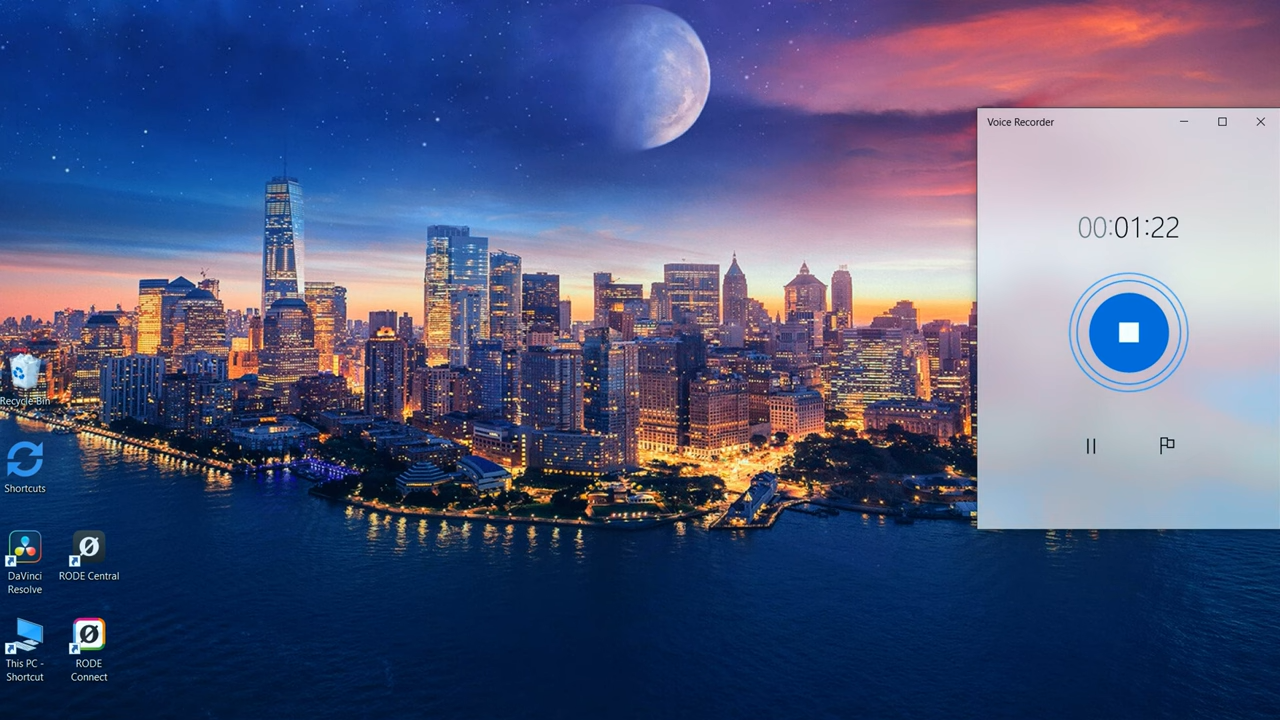 Voice Recorder
00:01:22
Recycle Bin
Shortcuts
DaVinci
Resolve
RODE Central
This PC -
Shortcut
RODE
Connect